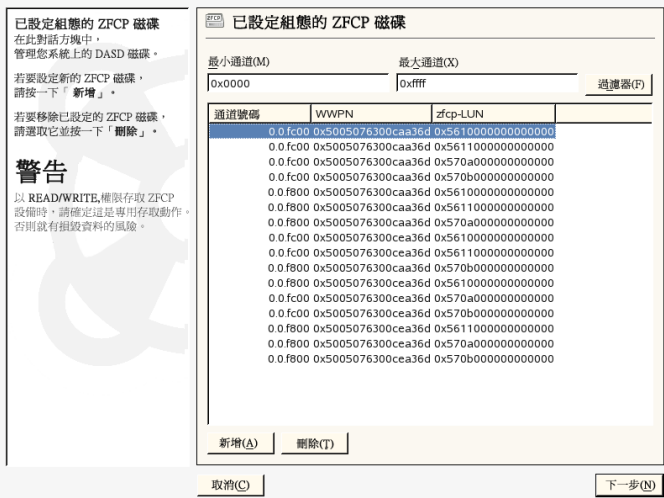 已設定組態的 ZFCP 磁碟
在此對話方塊中，
管理您系統上的 DASD 磁碟。
若要設定新的 ZFCP 磁碟，
請按一下「 新增 」。
若要移除已設定的 ZFCP 磁碟，
請選取它並按一下「刪除 」。
警告
以 READ/WRITE,權限存取 ZFCP
設備時，請確定這是專用存取動作。
否則就有損毀資料的風險。
已設定組態的 ZFCP 磁碟
最小通道(M) 最大通道(X)
0x0000 0xffff 過濾器(F)
通道號碼 WWPN zfcp-LUN
0.0.fc00 0x5005076300caa36d 0x5610000000000000
0.0.fc00 0x5005076300caa36d 0x5611000000000000
0.0.fc00 0x5005076300caa36d 0x570a000000000000
0.0.fc00 0x5005076300caa36d 0x570b000000000000
0.0.f800 0x5005076300caa36d 0x5610000000000000
0.0.f800 0x5005076300caa36d 0x5611000000000000
0.0.f800 0x5005076300caa36d 0x570a000000000000
0.0.fc00 0x5005076300cea36d 0x5610000000000000
0.0.fc00 0x5005076300cea36d 0x5611000000000000
0.0.f800 0x5005076300caa36d 0x570b000000000000
0.0.f800 0x5005076300cea36d 0x5610000000000000
0.0.fc00 0x5005076300cea36d 0x570a000000000000
0.0.fc00 0x5005076300cea36d 0x570b000000000000
0.0.f800 0x5005076300cea36d 0x5611000000000000
0.0.f800 0x5005076300cea36d 0x570a000000000000
0.0.f800 0x5005076300cea36d 0x570b000000000000
新增(A) 刪除(T)
取消(C) 下一步(N)